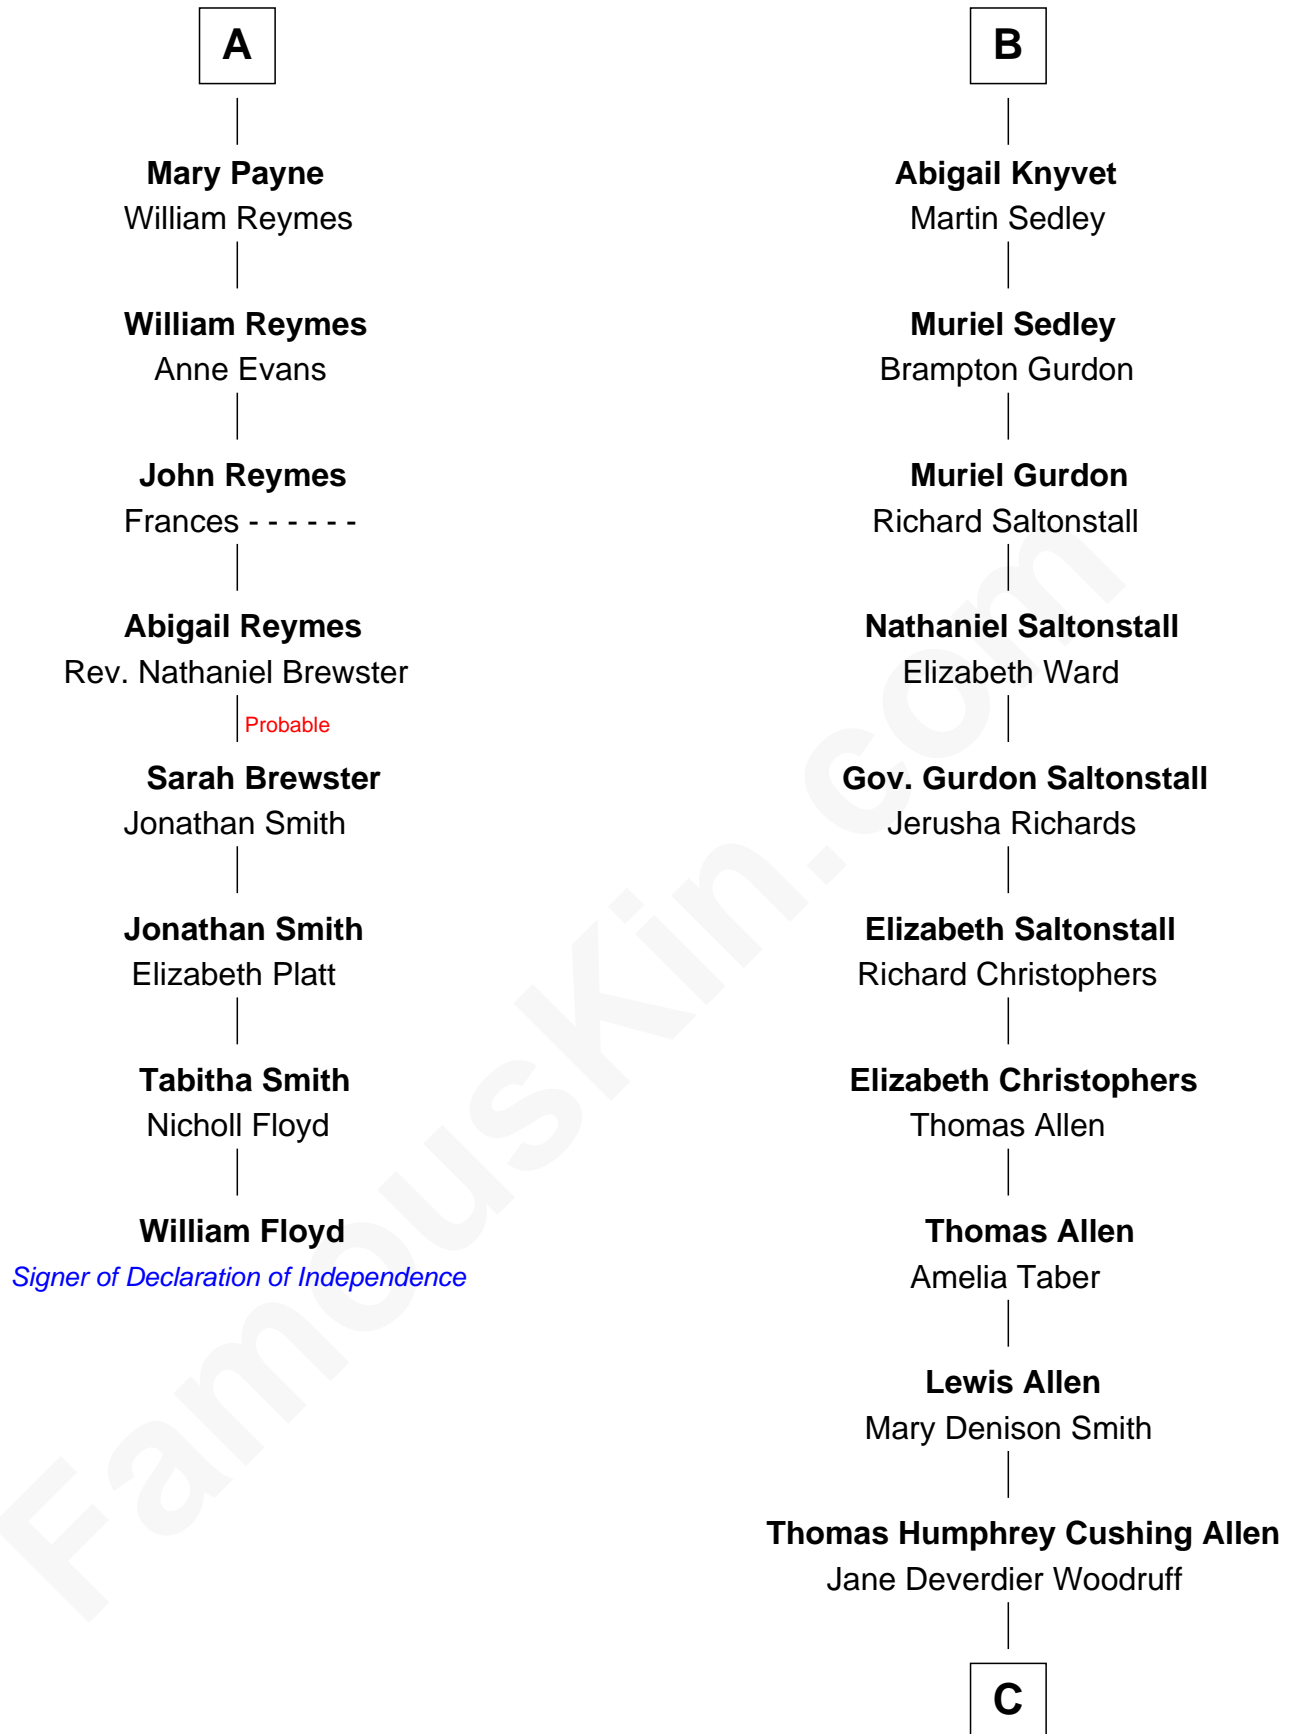 A
Mary Payne
William Reymes
William Reymes
Anne Evans
John Reymes
Frances - - - - - -
Abigail Reymes
Rev. Nathaniel Brewster
Probable
Sarah Brewster
Jonathan Smith
Jonathan Smith
Elizabeth Platt
Tabitha Smith
Nicholl Floyd
William Floyd
Signer of Declaration of Independence
B
Abigail Knyvet
Martin Sedley
Muriel Sedley
Brampton Gurdon
Muriel Gurdon
Richard Saltonstall
Nathaniel Saltonstall
Elizabeth Ward
Gov. Gurdon Saltonstall
Jerusha Richards
Elizabeth Saltonstall
Richard Christophers
Elizabeth Christophers
Thomas Allen
Thomas Allen
Amelia Taber
Lewis Allen
Mary Denison Smith
Thomas Humphrey Cushing Allen
Jane Deverdier Woodruff
C
FamousKin.com